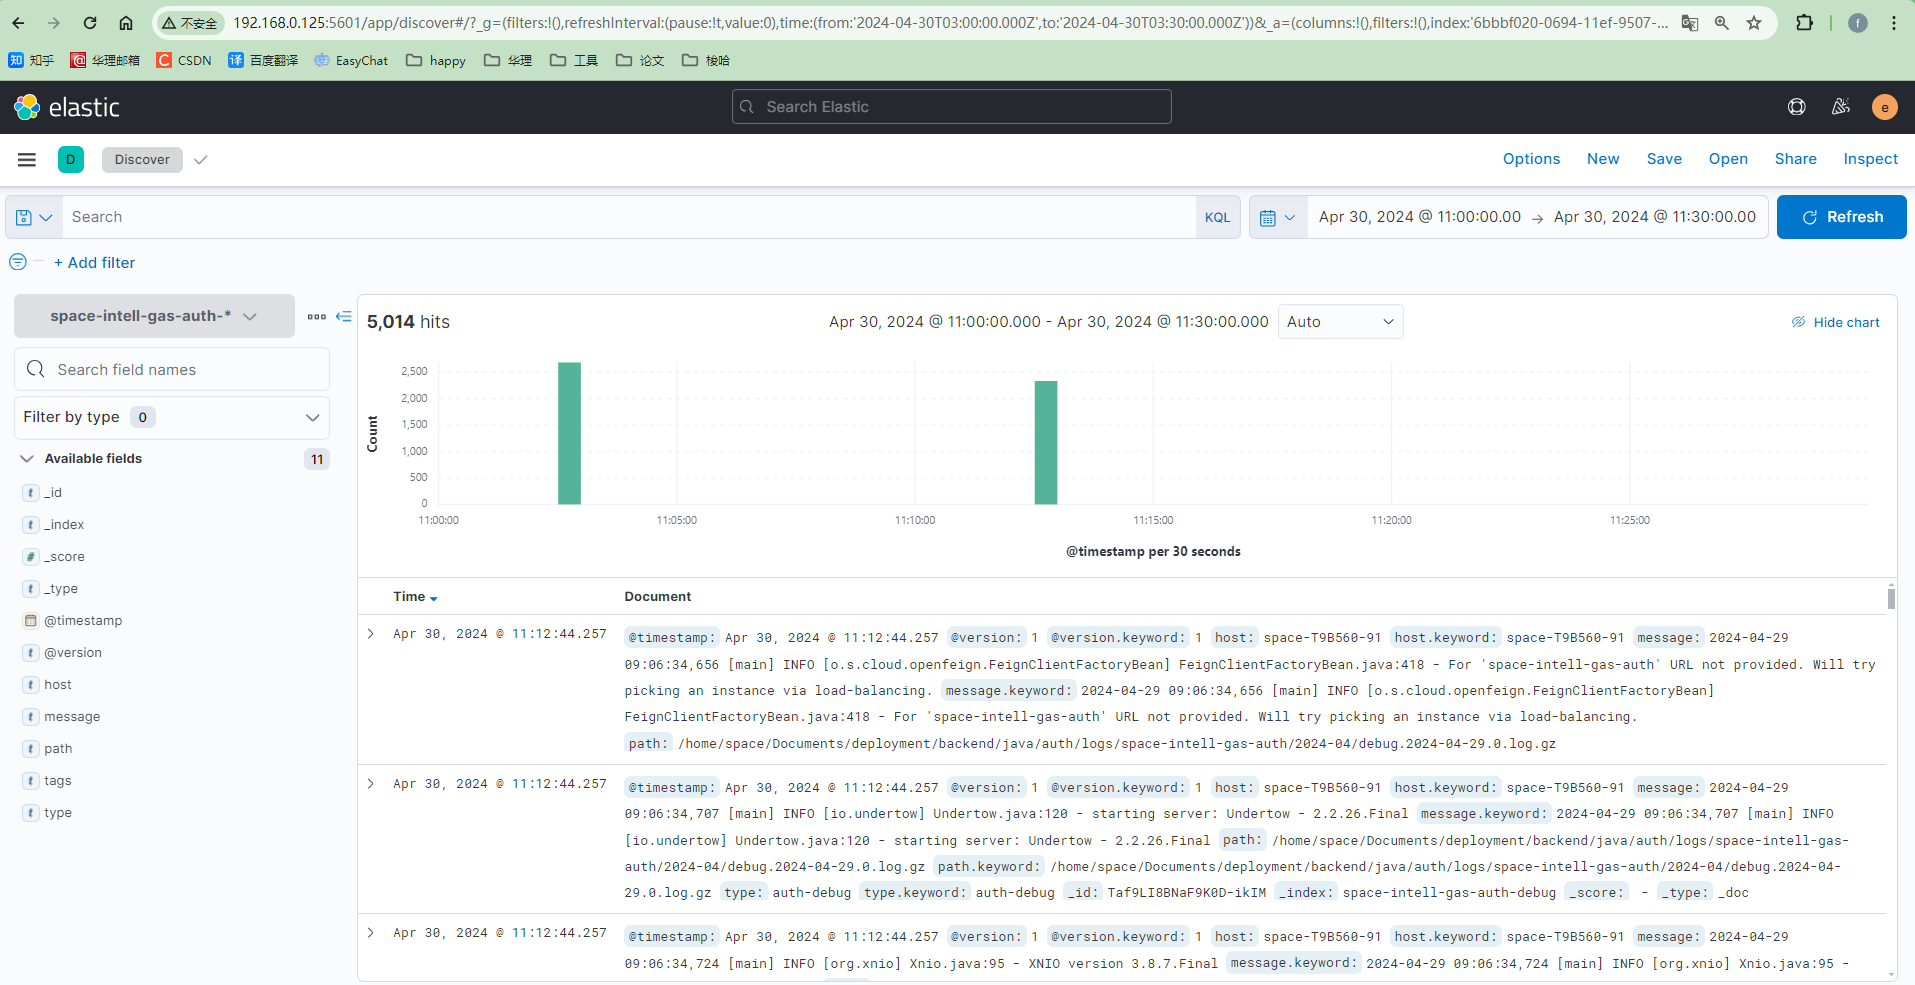 不安全 192.168.0.125:5601/app/discover#/?_g=(filters:!(),refreshInterval:(pause:!t,value:0),time:(from:'2024-04-30T03:00:00.000Z',to:'2024-04-30T03:30:00.000Z'))&_a=(columns:!(),filters:!(),index:'6bbbf020-0694-11ef-9507-... f
知乎 华理邮箱 CSDN 百度翻译 EasyChat happy 华理 工具 论文 梭哈
elastic Search Elastic e
D Discover Options New Save Open Share Inspect
Search KQL Apr 30, 2024 @ 11:00:00.00 → Apr 30, 2024 @ 11:30:00.00 Refresh
+ Add filter
space-intell-gas-auth-*
Search field names
Filter by type 0
Available fields 11
_id
_index
_score
_type
@timestamp
@version
host
message
path
tags
type
5,014 hits Apr 30, 2024 @ 11:00:00.000 - Apr 30, 2024 @ 11:30:00.000 Auto Hide chart
Count
2,500
2,000
1,500
1,000
500
0
11:00:00 11:05:00 11:10:00 11:15:00 11:20:00 11:25:00
@timestamp per 30 seconds
Time Document
Apr 30, 2024 @ 11:12:44.257 @timestamp: Apr 30, 2024 @ 11:12:44.257 @version: 1 @version.keyword: 1 host: space-T9B560-91 host.keyword: space-T9B560-91 message: 2024-04-29
09:06:34,656 [main] INFO [o.s.cloud.openfeign.FeignClientFactoryBean] FeignClientFactoryBean.java:418 - For 'space-intell-gas-auth' URL not provided. Will try
picking an instance via load-balancing. message.keyword: 2024-04-29 09:06:34,656 [main] INFO [o.s.cloud.openfeign.FeignClientFactoryBean]
FeignClientFactoryBean.java:418 - For 'space-intell-gas-auth' URL not provided. Will try picking an instance via load-balancing.
path: /home/space/Documents/deployment/backend/java/auth/logs/space-intell-gas-auth/2024-04/debug.2024-04-29.0.log.gz
Apr 30, 2024 @ 11:12:44.257 @timestamp: Apr 30, 2024 @ 11:12:44.257 @version: 1 @version.keyword: 1 host: space-T9B560-91 host.keyword: space-T9B560-91 message: 2024-04-29
09:06:34,707 [main] INFO [io.undertow] Undertow.java:120 - starting server: Undertow - 2.2.26.Final message.keyword: 2024-04-29 09:06:34,707 [main] INFO
[io.undertow] Undertow.java:120 - starting server: Undertow - 2.2.26.Final path: /home/space/Documents/deployment/backend/java/auth/logs/space-intell-gas-
auth/2024-04/debug.2024-04-29.0.log.gz path.keyword: /home/space/Documents/deployment/backend/java/auth/logs/space-intell-gas-auth/2024-04/debug.2024-04-
29.0.log.gz type: auth-debug type.keyword: auth-debug _id: Taf9LI8BNaF9K0D-ikIM _index: space-intell-gas-auth-debug _score: - _type: _doc
Apr 30, 2024 @ 11:12:44.257 @timestamp: Apr 30, 2024 @ 11:12:44.257 @version: 1 @version.keyword: 1 host: space-T9B560-91 host.keyword: space-T9B560-91 message: 2024-04-29
09:06:34,724 [main] INFO [org.xnio] Xnio.java:95 - XNIO version 3.8.7.Final message.keyword: 2024-04-29 09:06:34,724 [main] INFO [org.xnio] Xnio.java:95 -